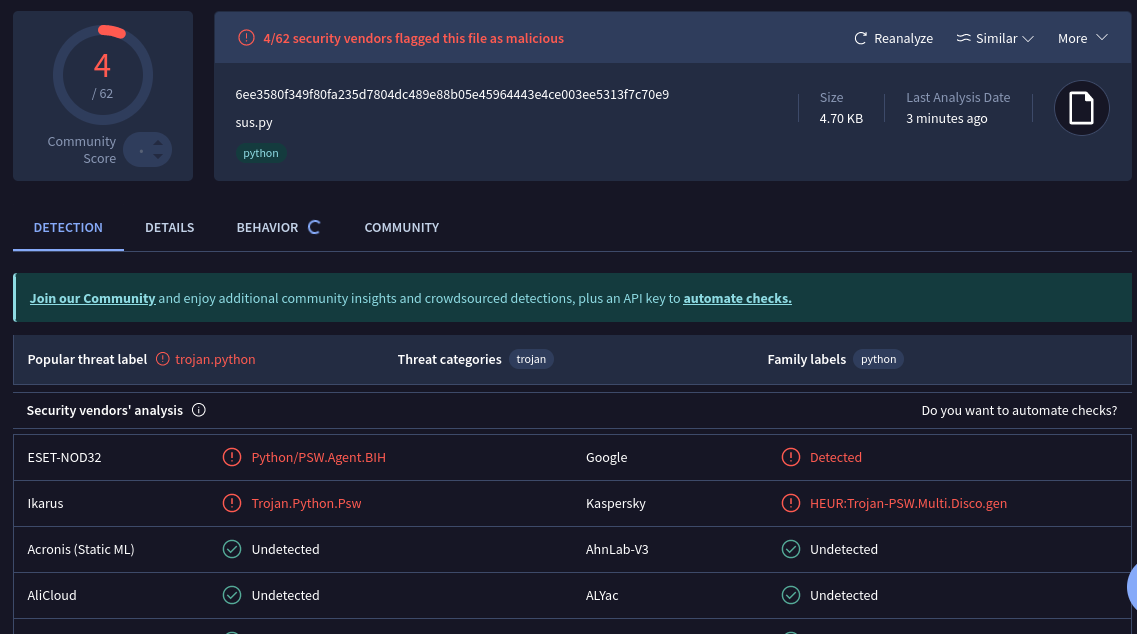 4
/ 62
Community
Score
4/62 security vendors flagged this file as malicious
Reanalyze
Similar
More
6ee3580f349f80fa235d7804dc489e88b05e45964443e4ce003ee5313f7c70e9
sus.py
python
Size
4.70 KB
Last Analysis Date
3 minutes ago
DETECTION
DETAILS
BEHAVIOR
COMMUNITY
Join our Community and enjoy additional community insights and crowdsourced detections, plus an API key to automate checks.
Popular threat label trojan.python
Threat categories trojan
Family labels python
Security vendors' analysis
Do you want to automate checks?
ESET-NOD32 Python/PSW.Agent.BIH Google Detected
Ikarus Trojan.Python.Psw Kaspersky HEUR:Trojan-PSW.Multi.Disco.gen
Acronis (Static ML) Undetected AhnLab-V3 Undetected
AliCloud Undetected ALYac Undetected